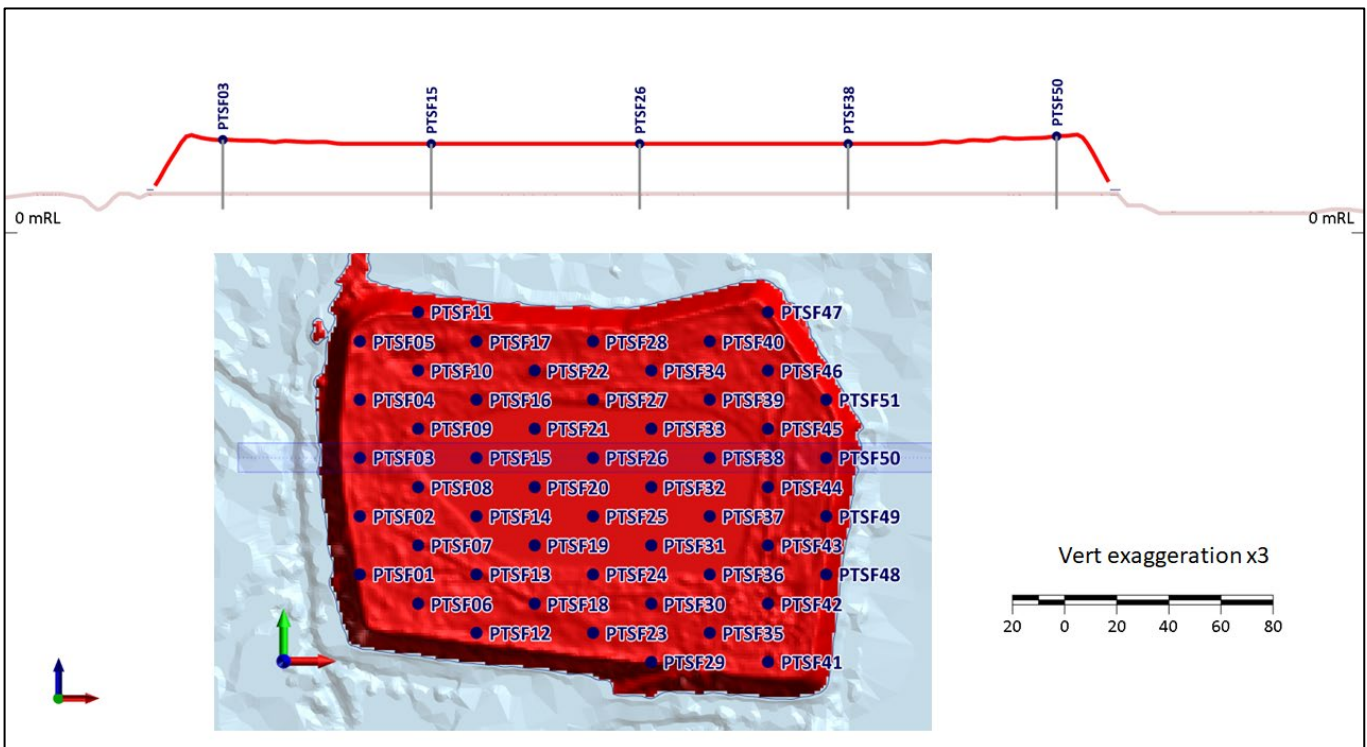 PTSF03
PTSF15
PTSF26
PTSF38
PTSF50
0 mRL
0 mRL
PTSF11
PTSF47
PTSF05
PTSF17
PTSF28
PTSF40
PTSF10
PTSF22
PTSF34
PTSF46
PTSF04
PTSF16
PTSF27
PTSF39
PTSF51
PTSF09
PTSF21
PTSF33
PTSF45
PTSF03
PTSF15
PTSF26
PTSF38
PTSF50
PTSF08
PTSF20
PTSF32
PTSF44
PTSF02
PTSF14
PTSF25
PTSF37
PTSF49
PTSF07
PTSF19
PTSF31
PTSF43
PTSF01
PTSF13
PTSF24
PTSF36
PTSF48
PTSF06
PTSF18
PTSF30
PTSF42
PTSF12
PTSF23
PTSF35
PTSF29
PTSF41
Vert exaggeration x3
20 0 20 40 60 80